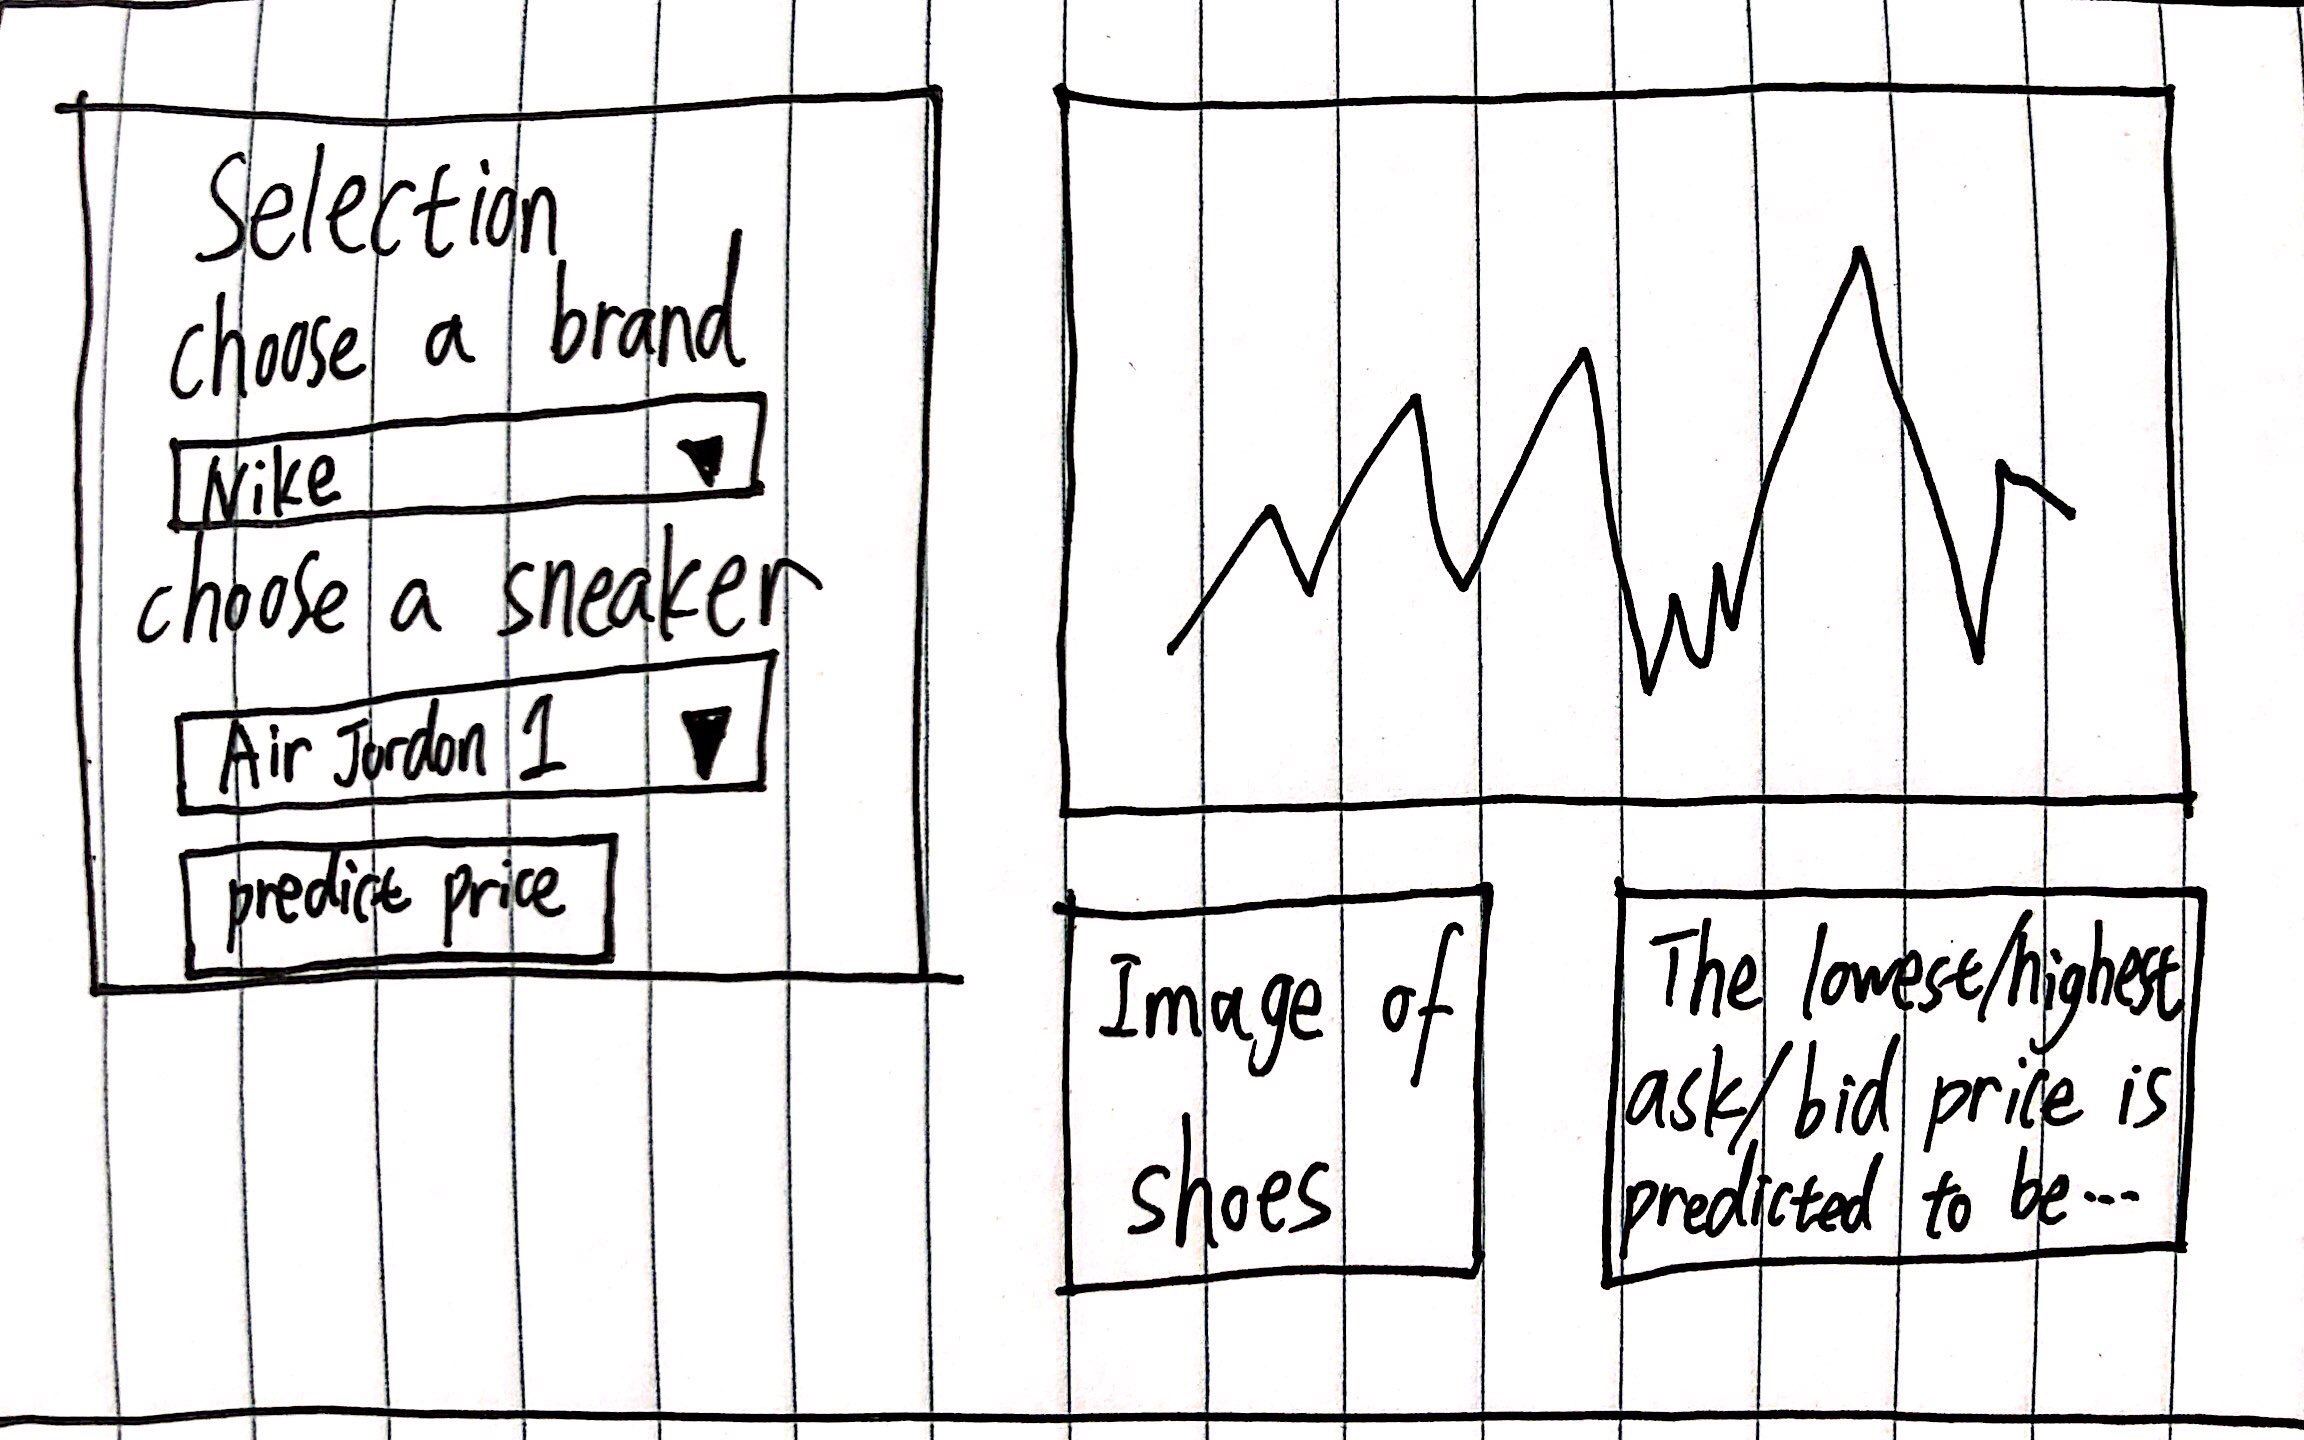 Selection
choose a brand
Nike
choose a sneaker
Air Jordon 1
predict price
Image of
shoes
The lowest/highest
ask/bid price is
predicted to be...